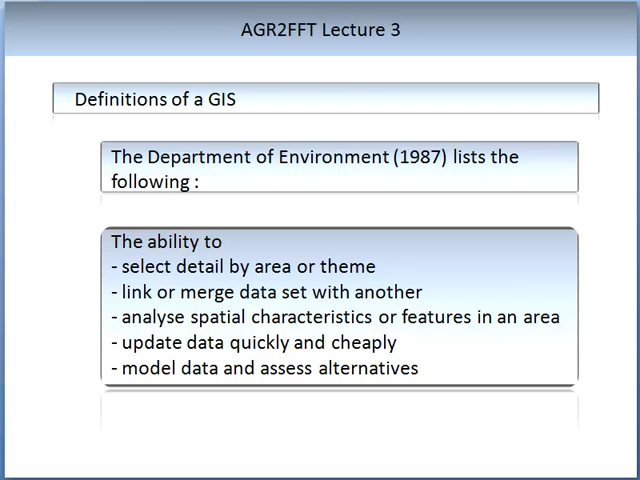 AGR2FFT Lecture 3
Definitions of a GIS
The Department of Environment (1987) lists the
following :
The ability to
- select detail by area or theme
- link or merge data set with another
- analyse spatial characteristics or features in an area
- update data quickly and cheaply
- model data and assess alternatives